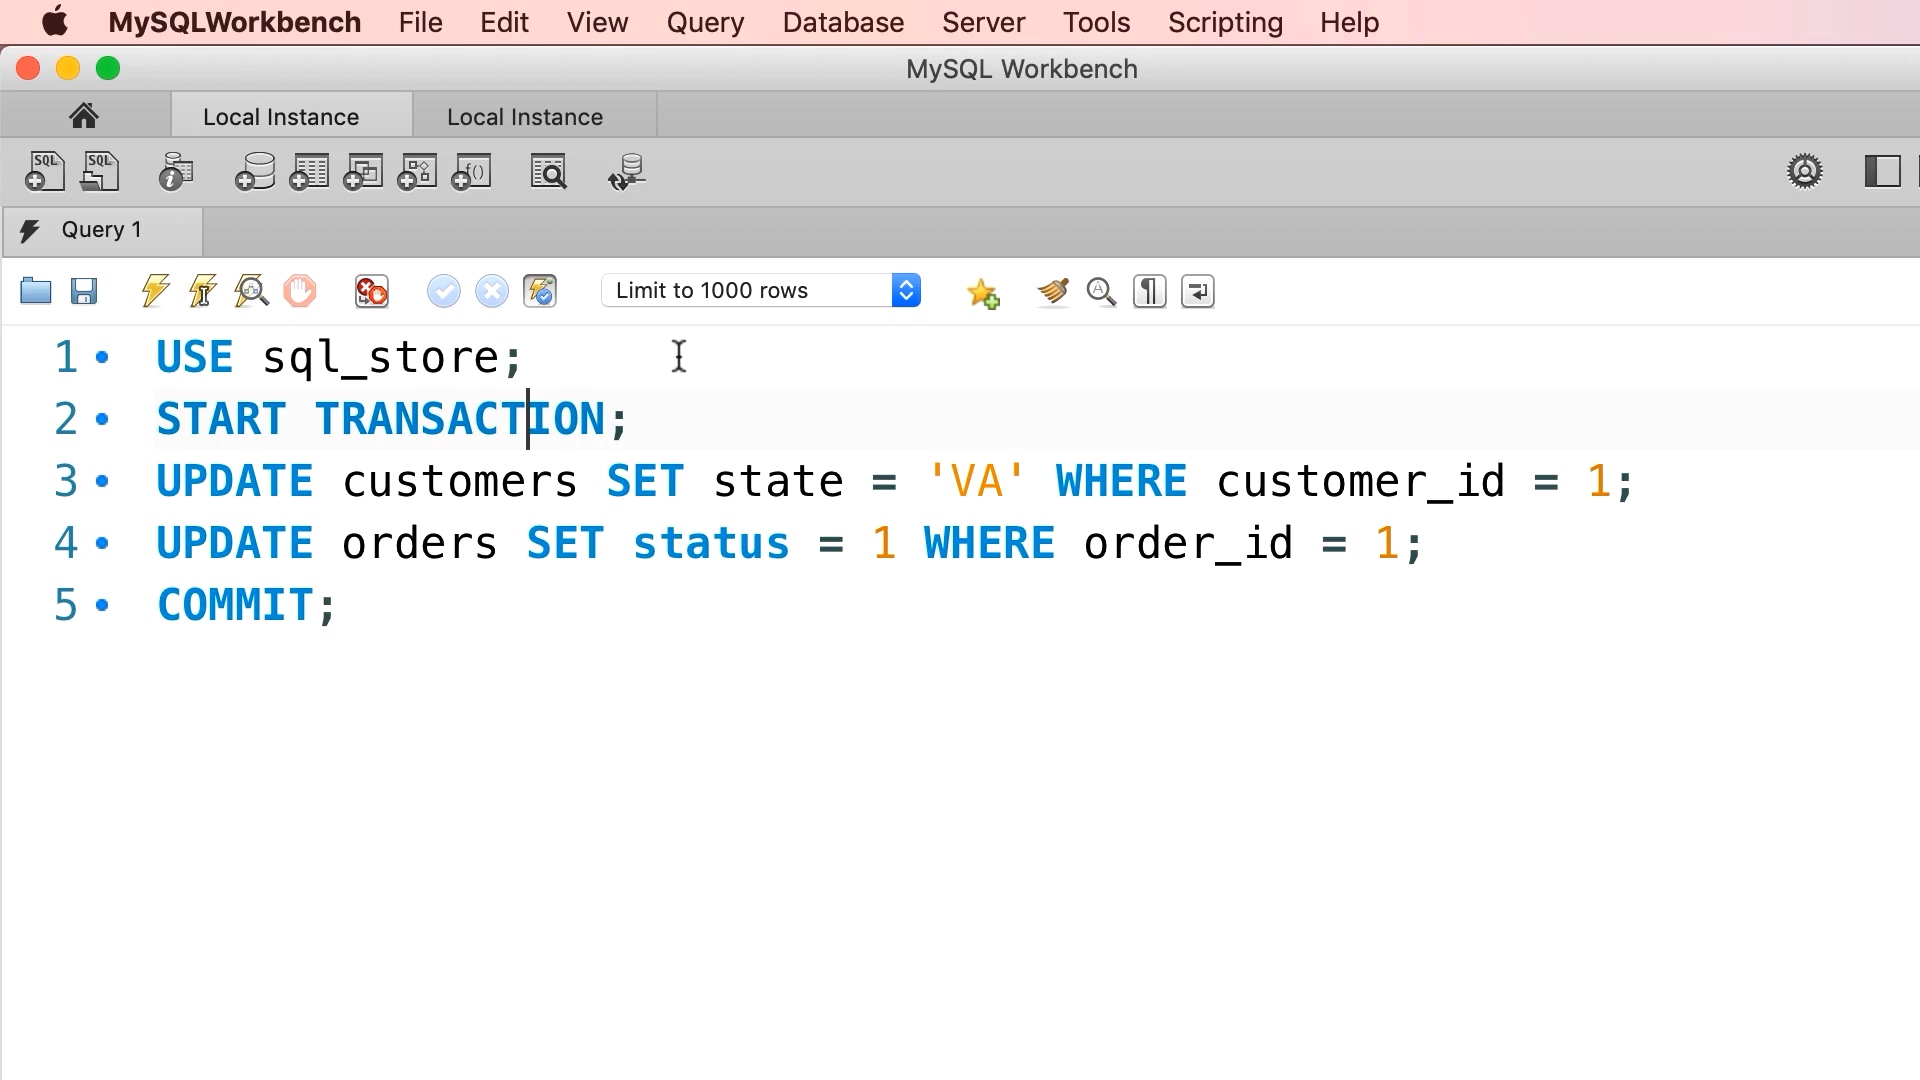 MySQLWorkbench File Edit View Query Database Server Tools Scripting Help
MySQL Workbench
Local Instance Local Instance
SQL SQL
Query 1
Limit to 1000 rows
1 USE sql_store;
2 START TRANSACTION;
3 UPDATE customers SET state = 'VA' WHERE customer_id = 1;
4 UPDATE orders SET status = 1 WHERE order_id = 1;
5 COMMIT;